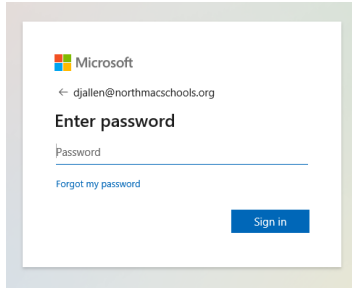 Microsoft
← djallen@northmacschools.org
Enter password
Password
Forgot my password
Sign in